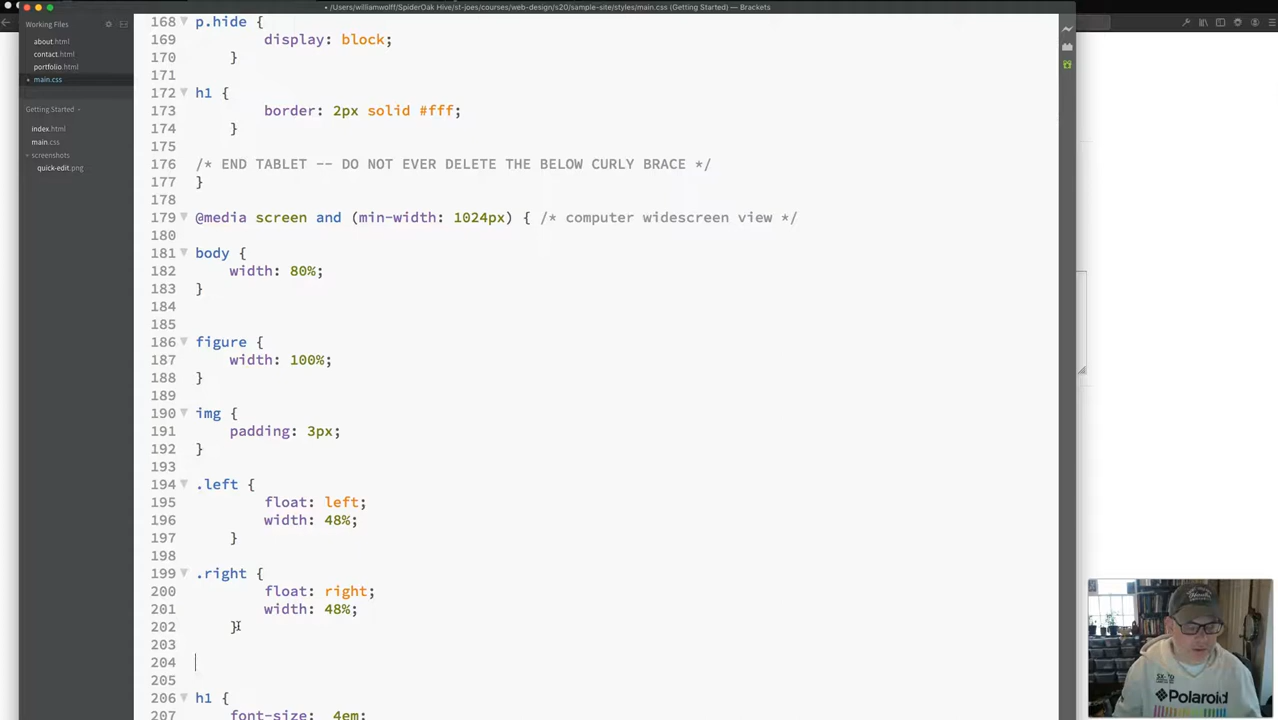 /Users/williamwolff/SpiderOak Hive/st-joes/courses/web-design/s20/sample-site/styles/main.css (Getting Started) — Brackets
Working Files
about.html
contact.html
portfolio.html
main.css
Getting Started
index.html
main.css
screenshots
quick-edit.png
168 p.hide {
169 display: block;
170 }
171
172 h1 {
173 border: 2px solid #fff;
174 }
175
176 /* END TABLET -- DO NOT EVER DELETE THE BELOW CURLY BRACE */
177 }
178
179 @media screen and (min-width: 1024px) { /* computer widescreen view */
180
181 body {
182 width: 80%;
183 }
184
185
186 figure {
187 width: 100%;
188 }
189
190 img {
191 padding: 3px;
192 }
193
194 .left {
195 float: left;
196 width: 48%;
197 }
198
199 .right {
200 float: right;
201 width: 48%;
202 }
203
204
205
206 h1 {
207 font-size: .4em;
Polaroid